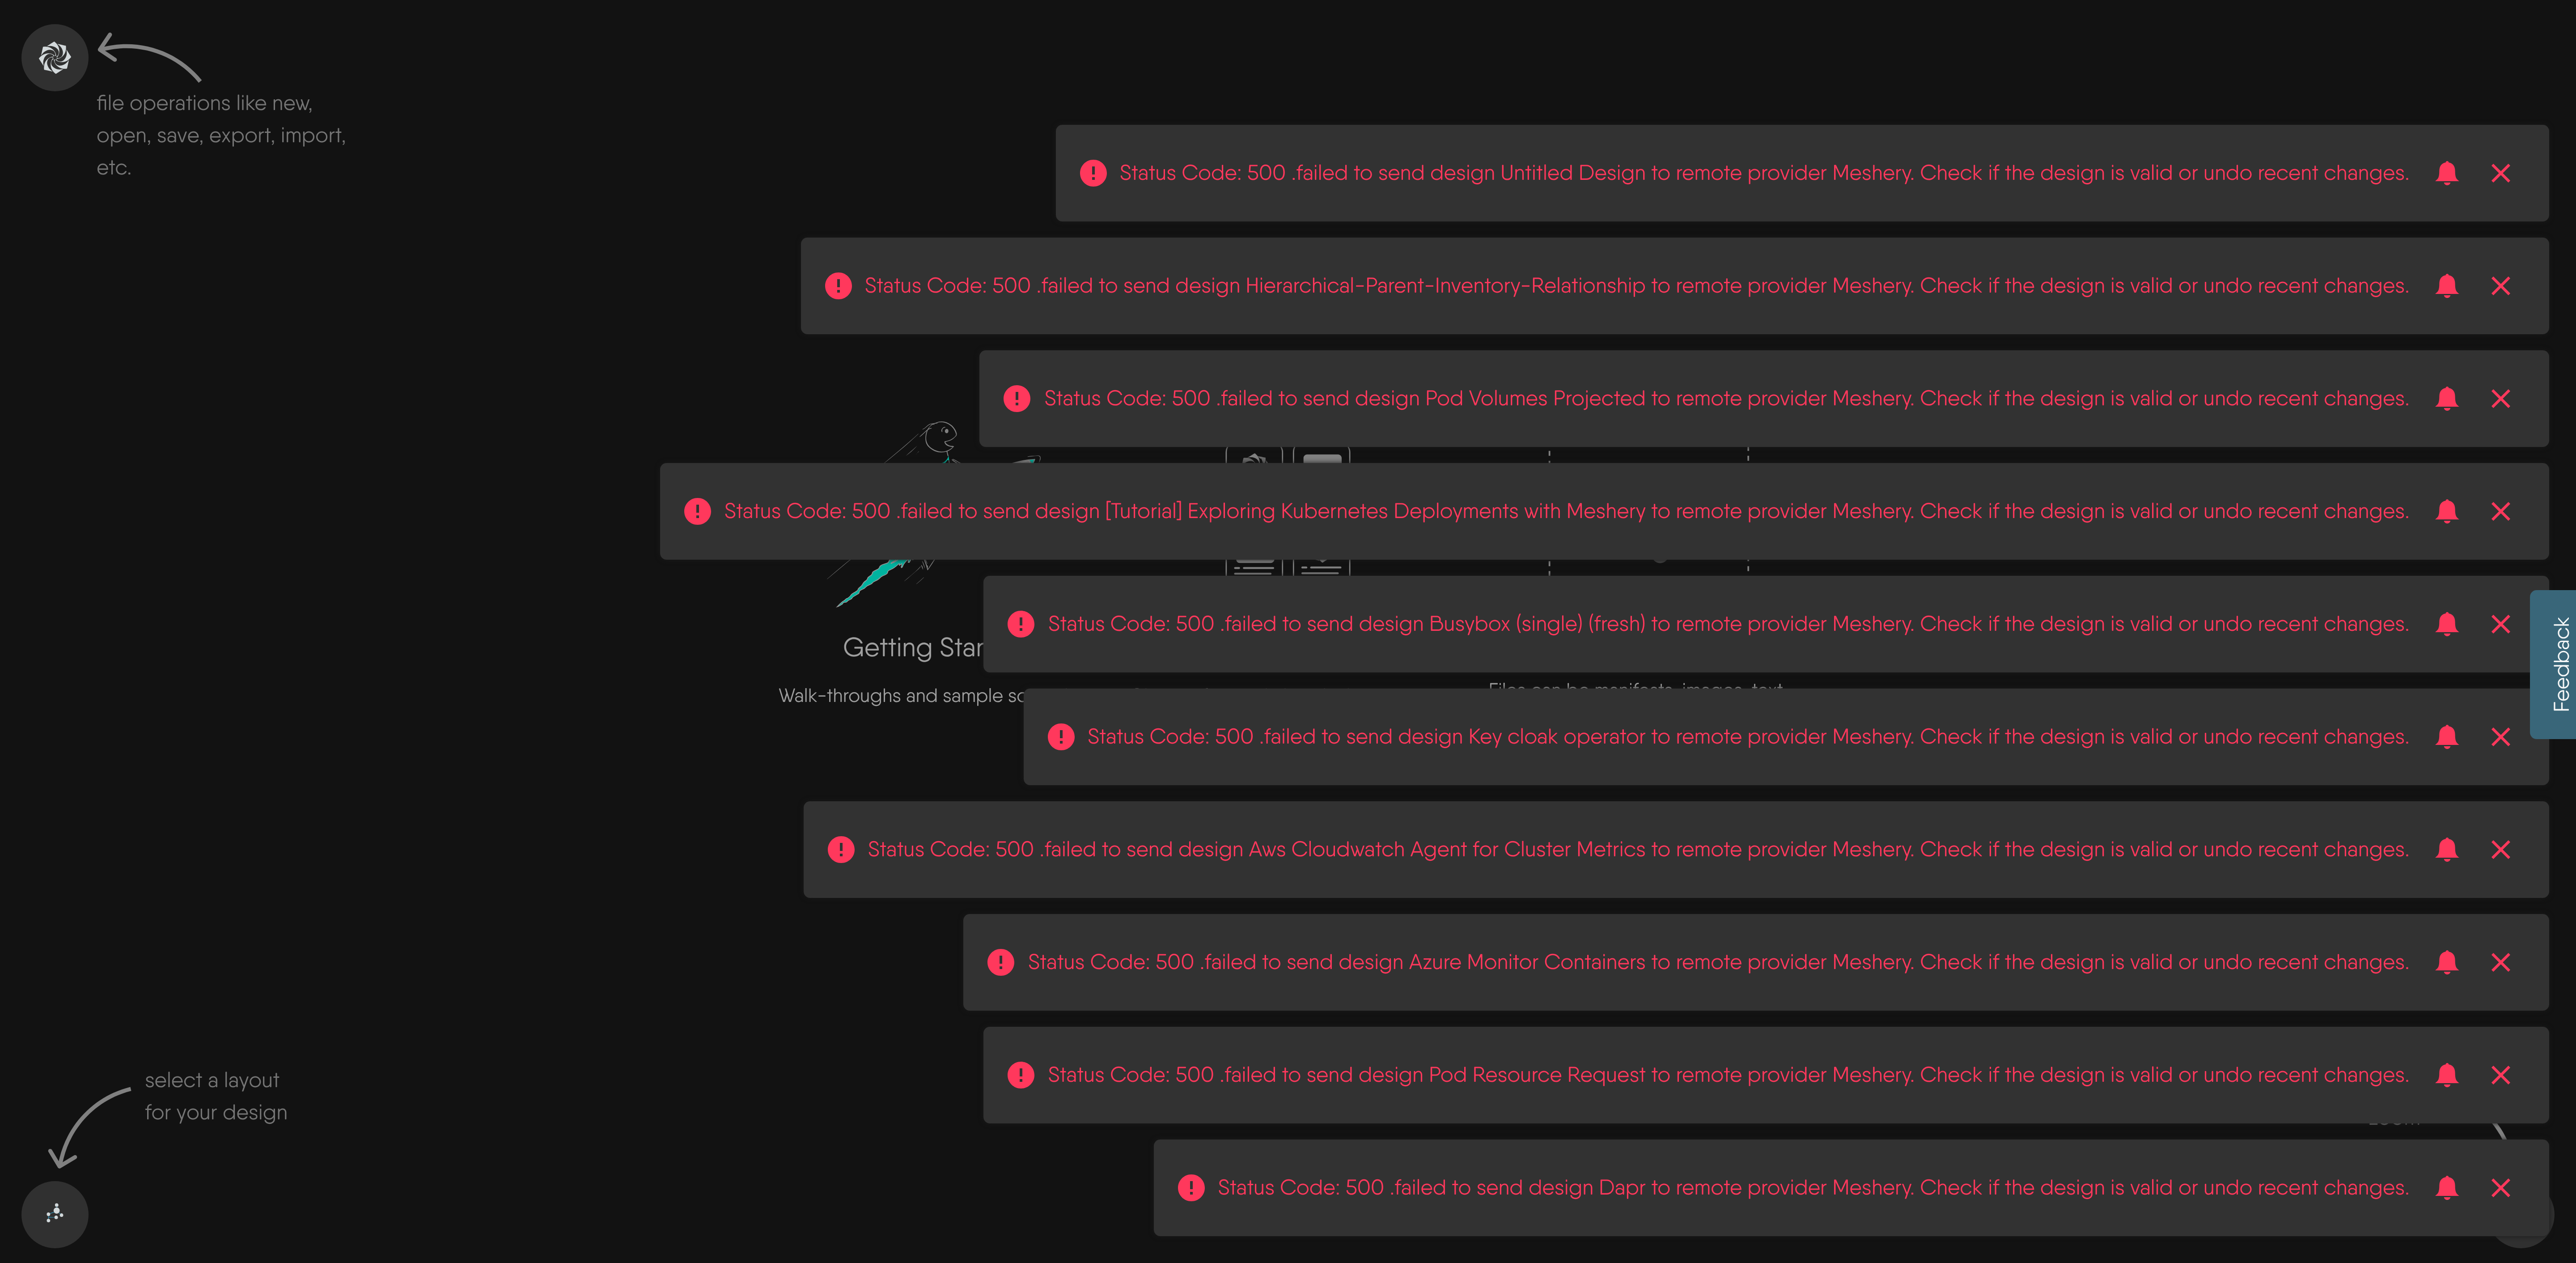 file operations like new,
open, save, export, import,
etc.
Status Code: 500 .failed to send design Untitled Design to remote provider Meshery. Check if the design is valid or undo recent changes.
Status Code: 500 .failed to send design Hierarchical-Parent-Inventory-Relationship to remote provider Meshery. Check if the design is valid or undo recent changes.
Status Code: 500 .failed to send design Pod Volumes Projected to remote provider Meshery. Check if the design is valid or undo recent changes.
Status Code: 500 .failed to send design [Tutorial] Exploring Kubernetes Deployments with Meshery to remote provider Meshery. Check if the design is valid or undo recent changes.
Status Code: 500 .failed to send design Busybox (single) (fresh) to remote provider Meshery. Check if the design is valid or undo recent changes.
Getting Star
Feedback
Walk-throughs and sample sc
Files can be manifests, images, text
Status Code: 500 .failed to send design Key cloak operator to remote provider Meshery. Check if the design is valid or undo recent changes.
Status Code: 500 .failed to send design Aws Cloudwatch Agent for Cluster Metrics to remote provider Meshery. Check if the design is valid or undo recent changes.
Status Code: 500 .failed to send design Azure Monitor Containers to remote provider Meshery. Check if the design is valid or undo recent changes.
Status Code: 500 .failed to send design Pod Resource Request to remote provider Meshery. Check if the design is valid or undo recent changes.
select a layout
for your design
Status Code: 500 .failed to send design Dapr to remote provider Meshery. Check if the design is valid or undo recent changes.